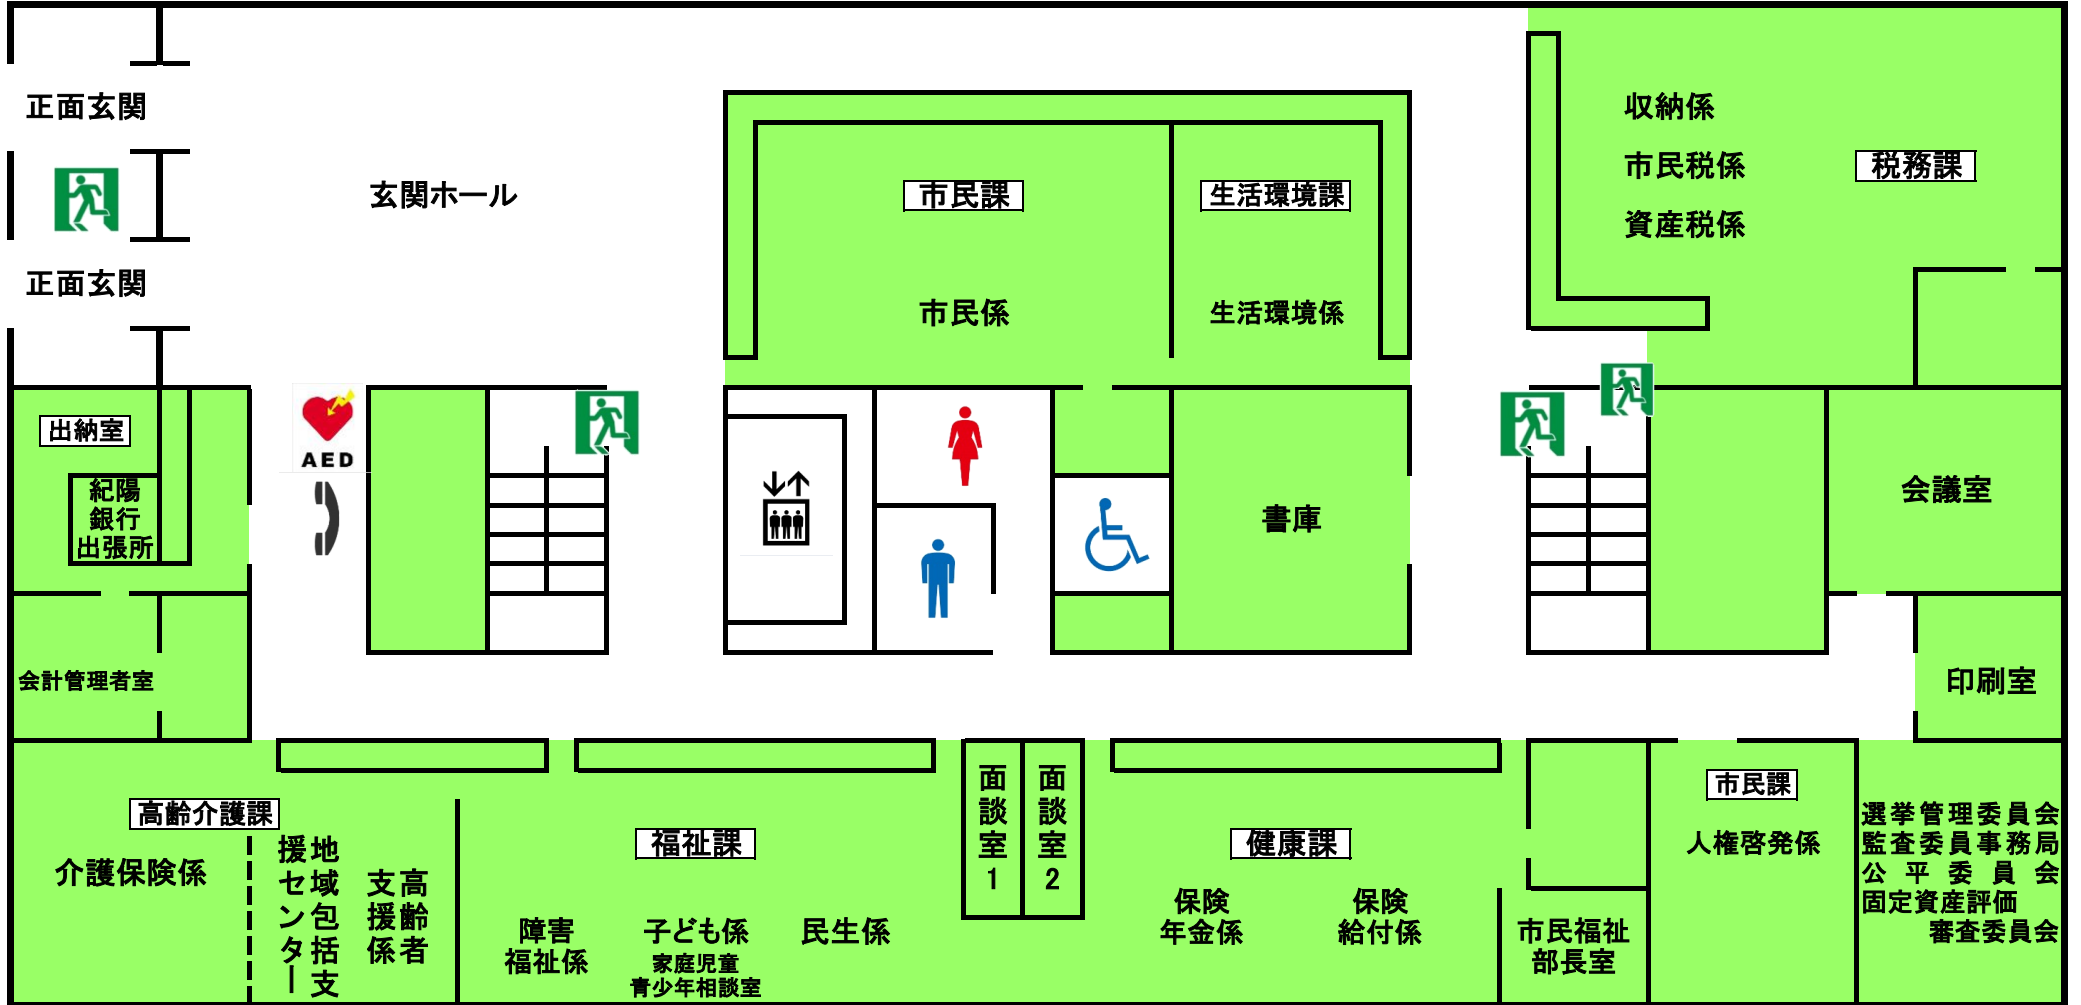 正面玄関
正面玄関
玄関ホール
市民課
市民係
生活環境課
生活環境係
収納係
市民税係
資産税係
税務課
出納室
紀陽
銀行
出張所
AED
書庫
会議室
会計管理者室
印刷室
高齢介護課
介護保険係
地域包括支
援センター
高齢者
支援係
福祉課
障害
福祉係
子ども係
家庭児童
青少年相談室
民生係
面談室1
面談室2
健康課
保険
年金係
保険
給付係
市民福祉
部長室
市民課
人権啓発係
選挙管理委員会
監査委員事務局
公平委員会
固定資産評価
審査委員会